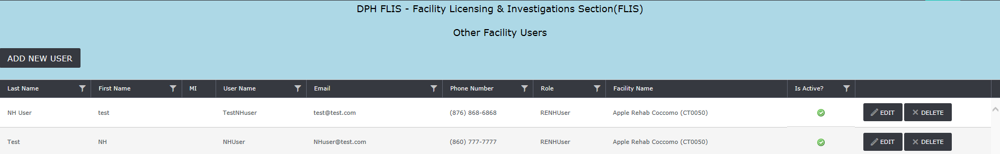 DPH FLIS - Facility Licensing & Investigations Section(FLIS)
Other Facility Users
ADD NEW USER
Last Name First Name MI User Name Email Phone Number Role Facility Name Is Active?
NH User test TestNHuser test@test.com (876) 868-6868 RENHUser Apple Rehab Coccomo (CT0050) EDIT DELETE
Test NH NHUser NHuser@test.com (860) 777-7777 RENHUser Apple Rehab Coccomo (CT0050) EDIT DELETE